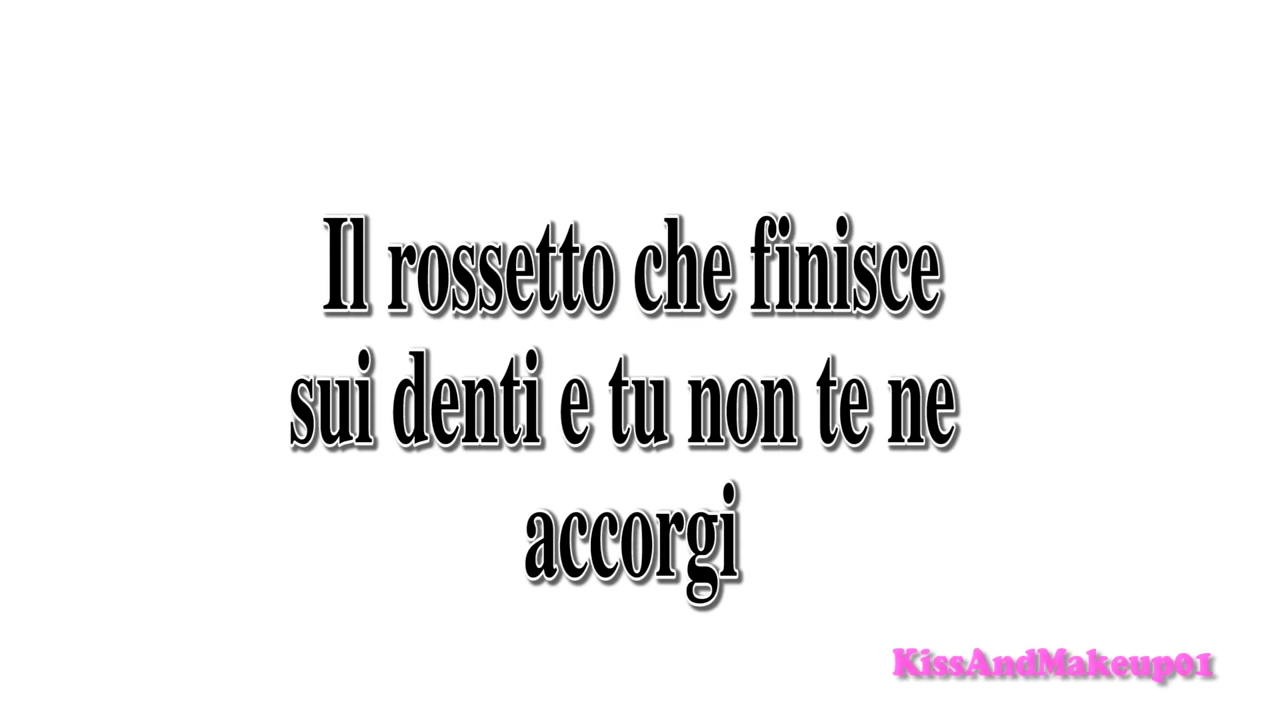 Il rossetto che finisce
sui denti e tu non te ne
accorgi
KissAndMakeup01